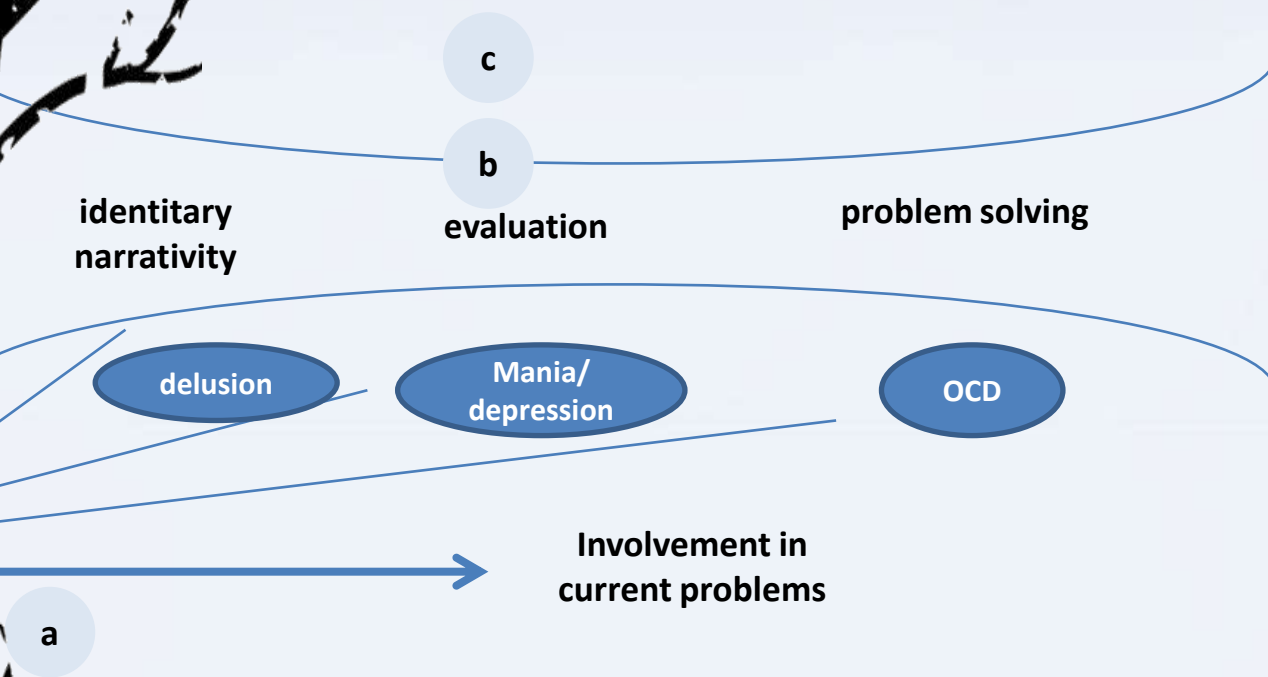 c
b
identitary
narrativity
evaluation
problem solving
delusion
Mania/
depression
OCD
Involvement in
current problems
a